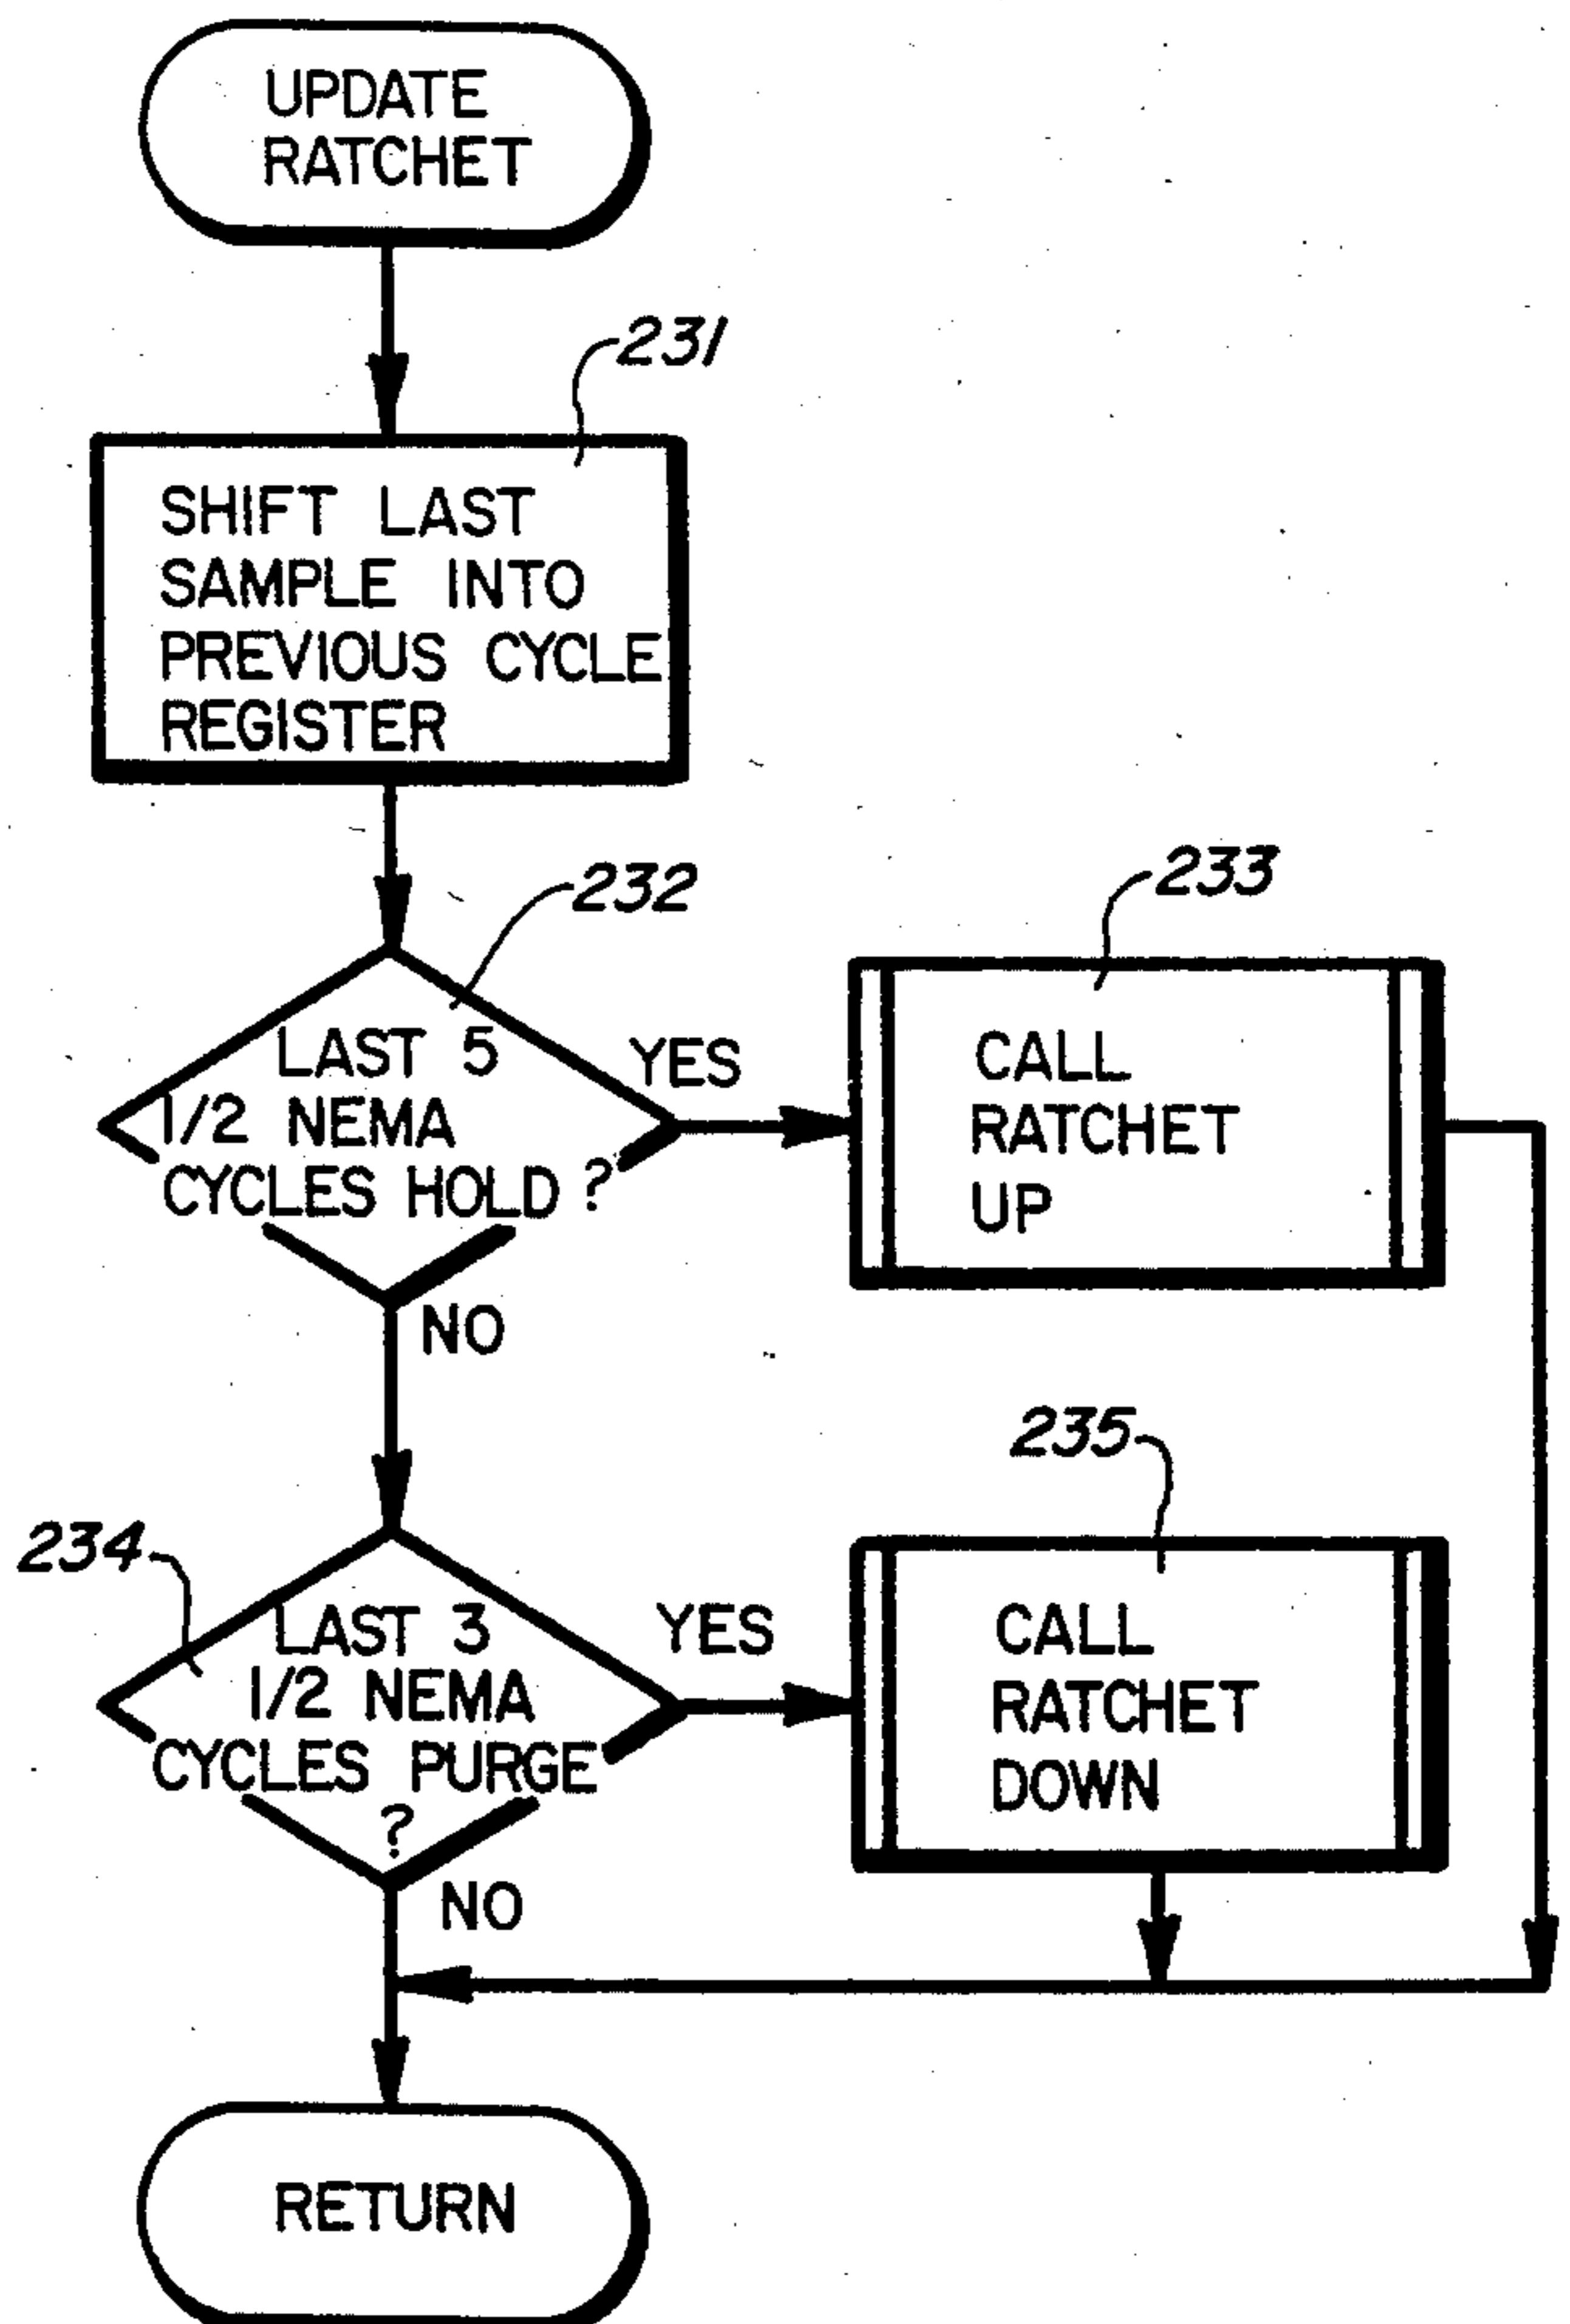 UPDATE
RATCHET
231
SHIFT LAST
SAMPLE INTO
PREVIOUS CYCLE
REGISTER
232
LAST 5
1/2 NEMA
CYCLES HOLD ?
YES
233
CALL
RATCHET
UP
NO
234
LAST 3
1/2 NEMA
CYCLES PURGE
?
YES
235
CALL
RATCHET
DOWN
NO
RETURN